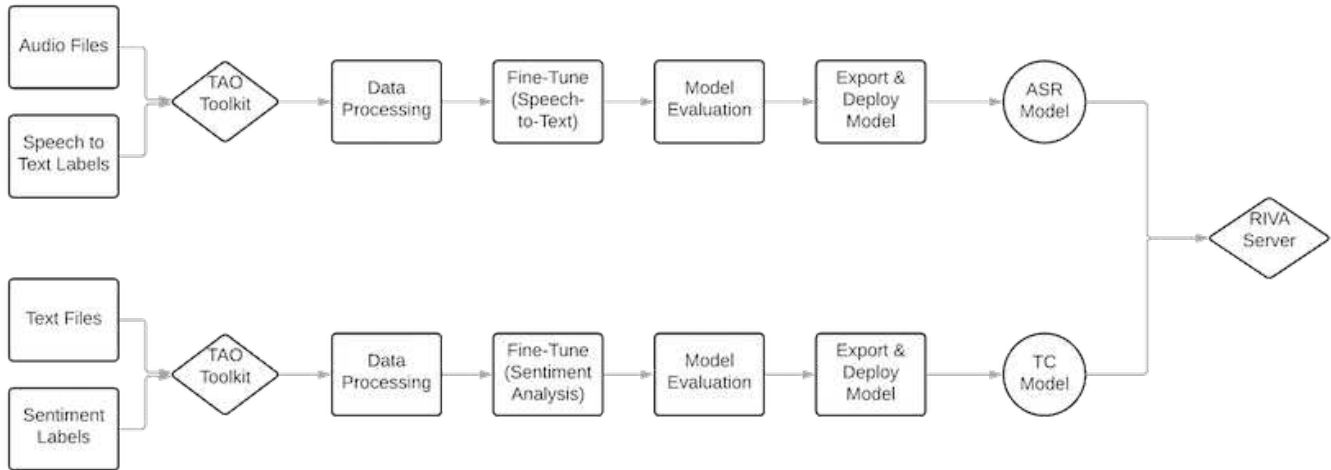 Audio Files
Speech to
Text Labels
TAO
Toolkit
Data
Processing
Fine-Tune
(Speech-
to-Text)
Model
Evaluation
Export &
Deploy
Model
ASR
Model
RIVA
Server
Text Files
Sentiment
Labels
TAO
Toolkit
Data
Processing
Fine-Tune
(Sentiment
Analysis)
Model
Evaluation
Export &
Deploy
Model
TC
Model